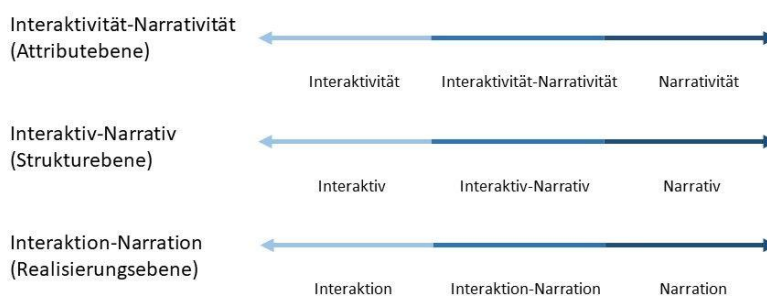 Interaktivität-Narrativität
(Attributebene)
Interaktivität Interaktivität-Narrativität Narrativität
Interaktiv-Narrativ
(Strukturebene)
Interaktiv Interaktiv-Narrativ Narrativ
Interaktion-Narration
(Realisierungsebene)
Interaktion Interaktion-Narration Narration